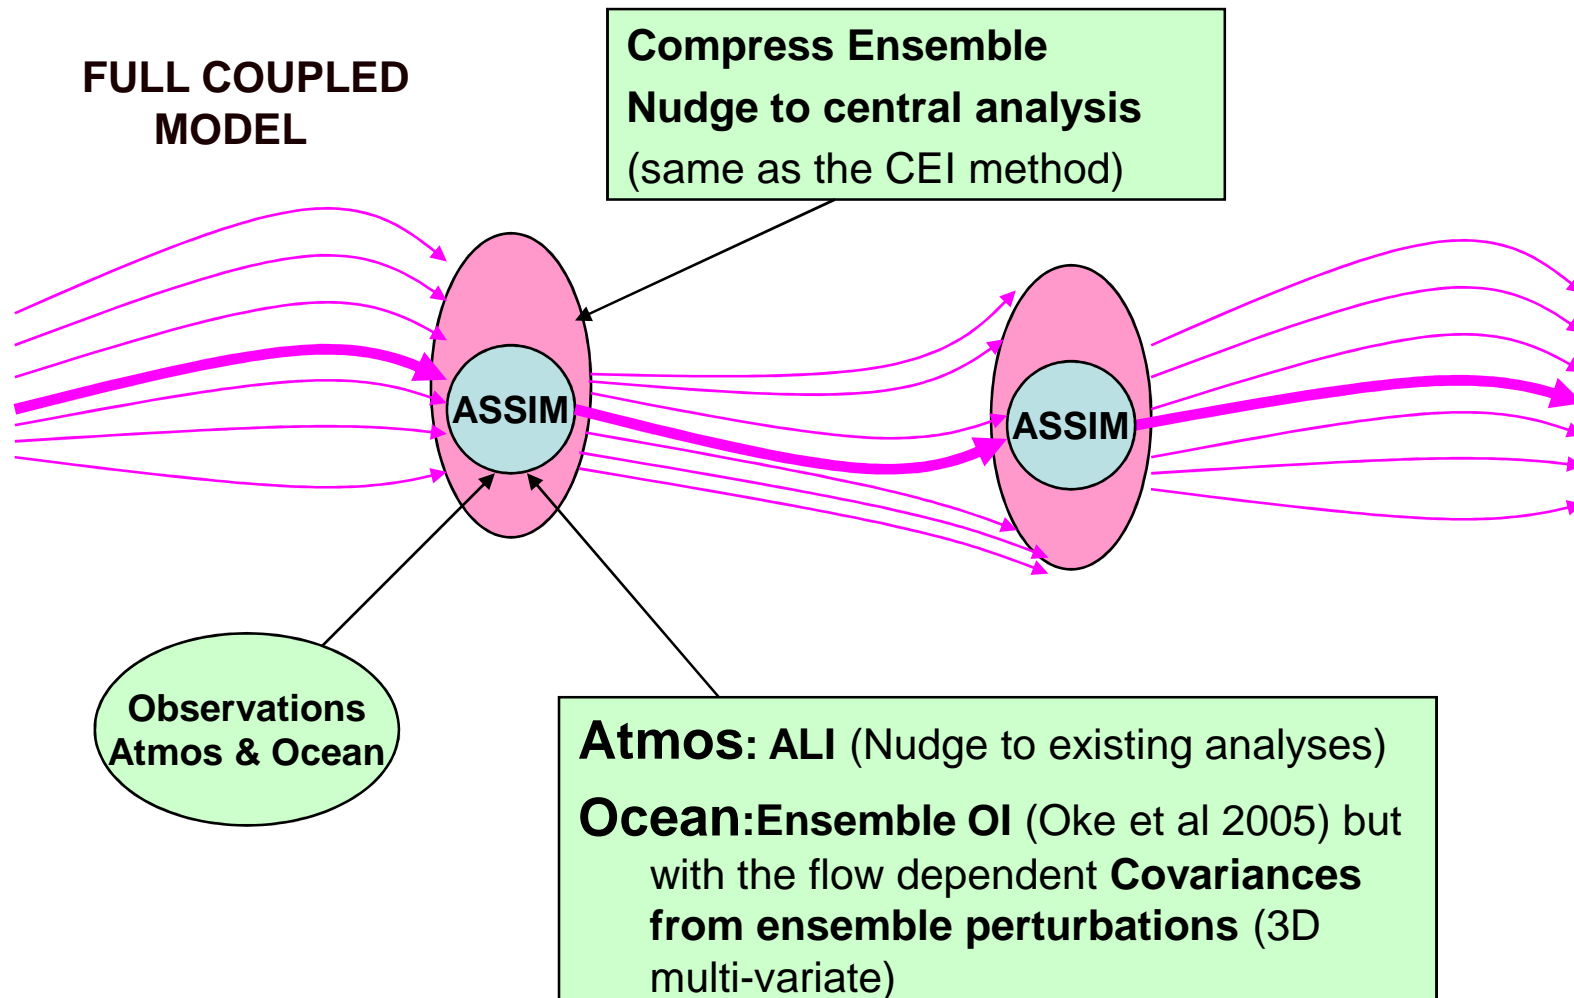 FULL COUPLED
MODEL
Compress Ensemble
Nudge to central analysis
(same as the CEI method)
ASSIM
ASSIM
Observations
Atmos & Ocean
Atmos: ALI (Nudge to existing analyses)
Ocean:Ensemble OI (Oke et al 2005) but
with the flow dependent Covariances
from ensemble perturbations (3D
multi-variate)